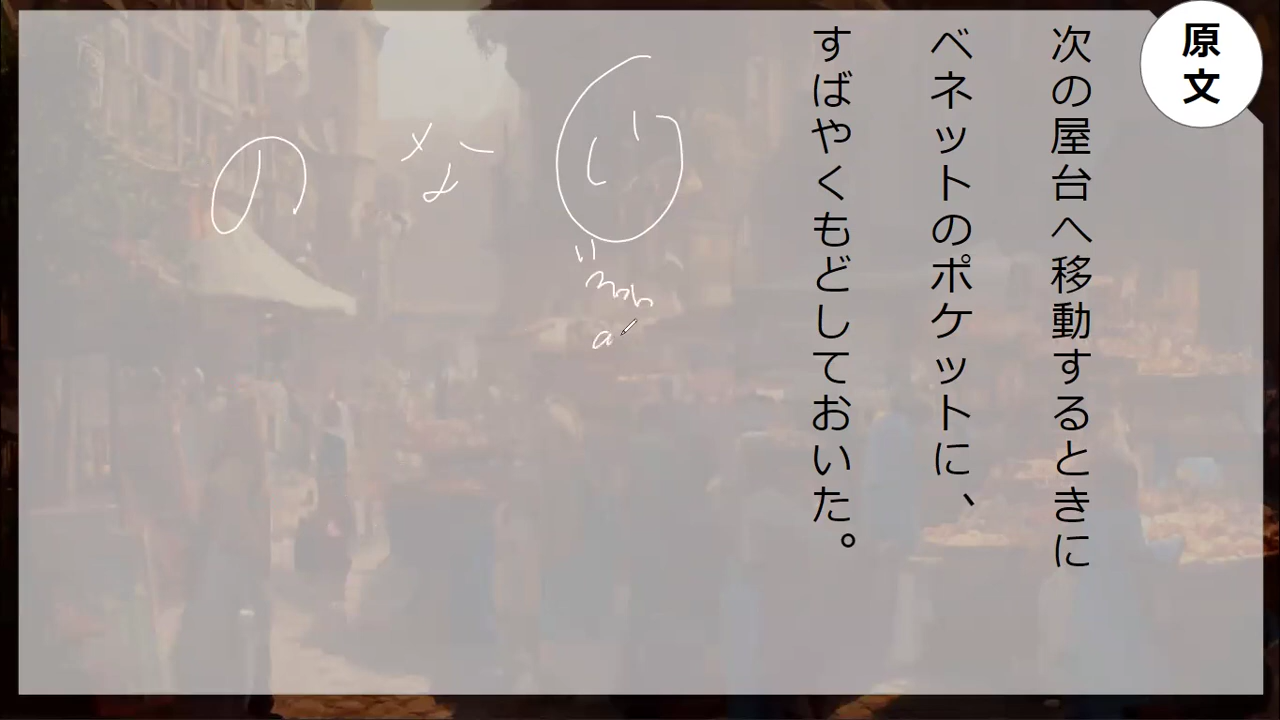 原文
次の屋台へ移動するときに
ベネットのポケットに、
すばやくもどしておいた。
い
な
の